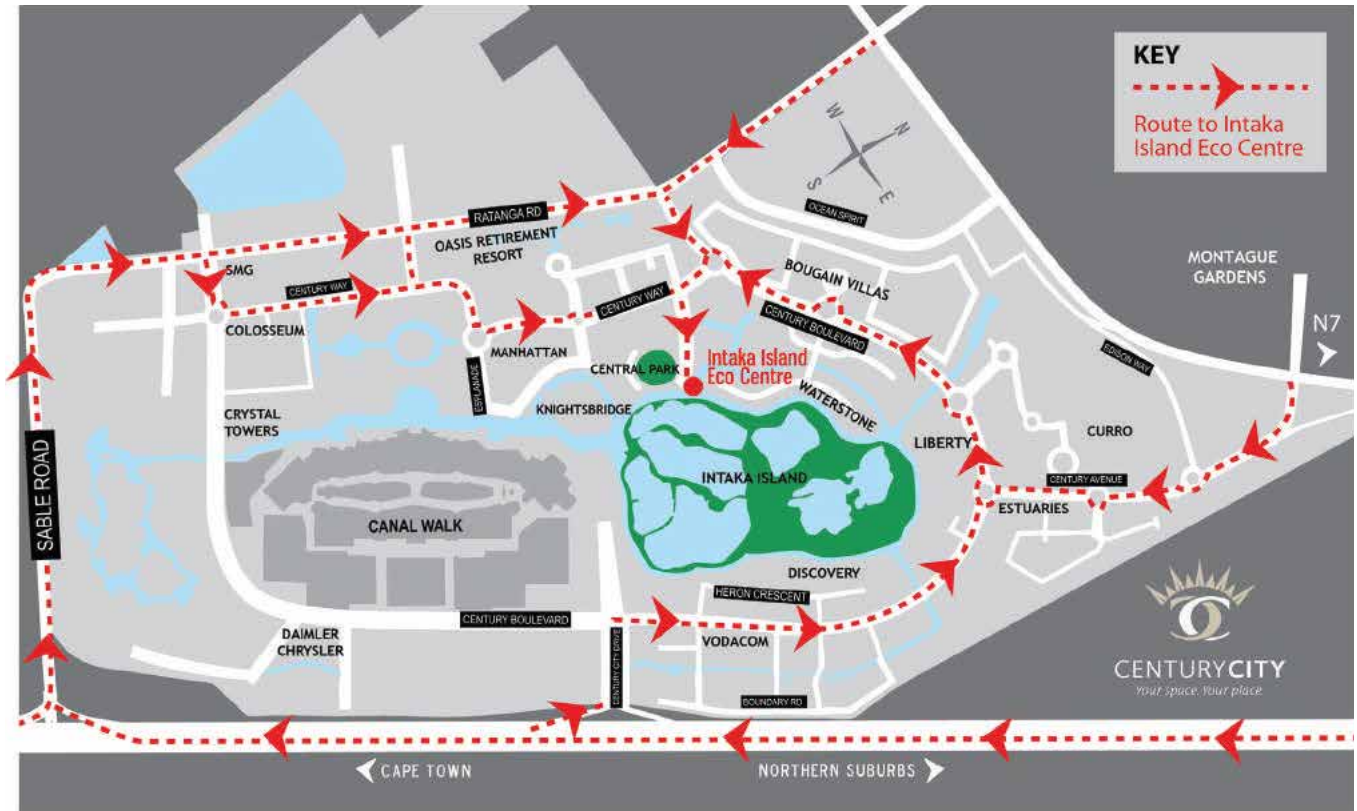 KEY
Route to Intaka
Island Eco Centre
W
N
S
E
OCEAN SPIRIT
RATANGA RD
OASIS RETIREMENT
RESORT
SMG
CENTURY WAY
COLOSSEUM
CENTURY WAY
BOUGAIN VILLAS
CENTURY BOULEVARD
MONTAGUE
GARDENS
N7
EDISON WAY
MANHATTAN
ESPLANADE
CENTRAL PARK
Intaka Island
Eco Centre
KNIGHTSBRIDGE
WATERSTONE
CRYSTAL
TOWERS
LIBERTY
CURRO
CENTURY AVENUE
ESTUARIES
INTAKA ISLAND
SABLE ROAD
CANAL WALK
DISCOVERY
HERON CRESCENT
CENTURY BOULEVARD
DAIMLER
CHRYSLER
VODACOM
CENTURY CITY DRIVE
BOUNDARY RD
CENTURYCITY
Your space. Your place.
CAPE TOWN
NORTHERN SUBURBS